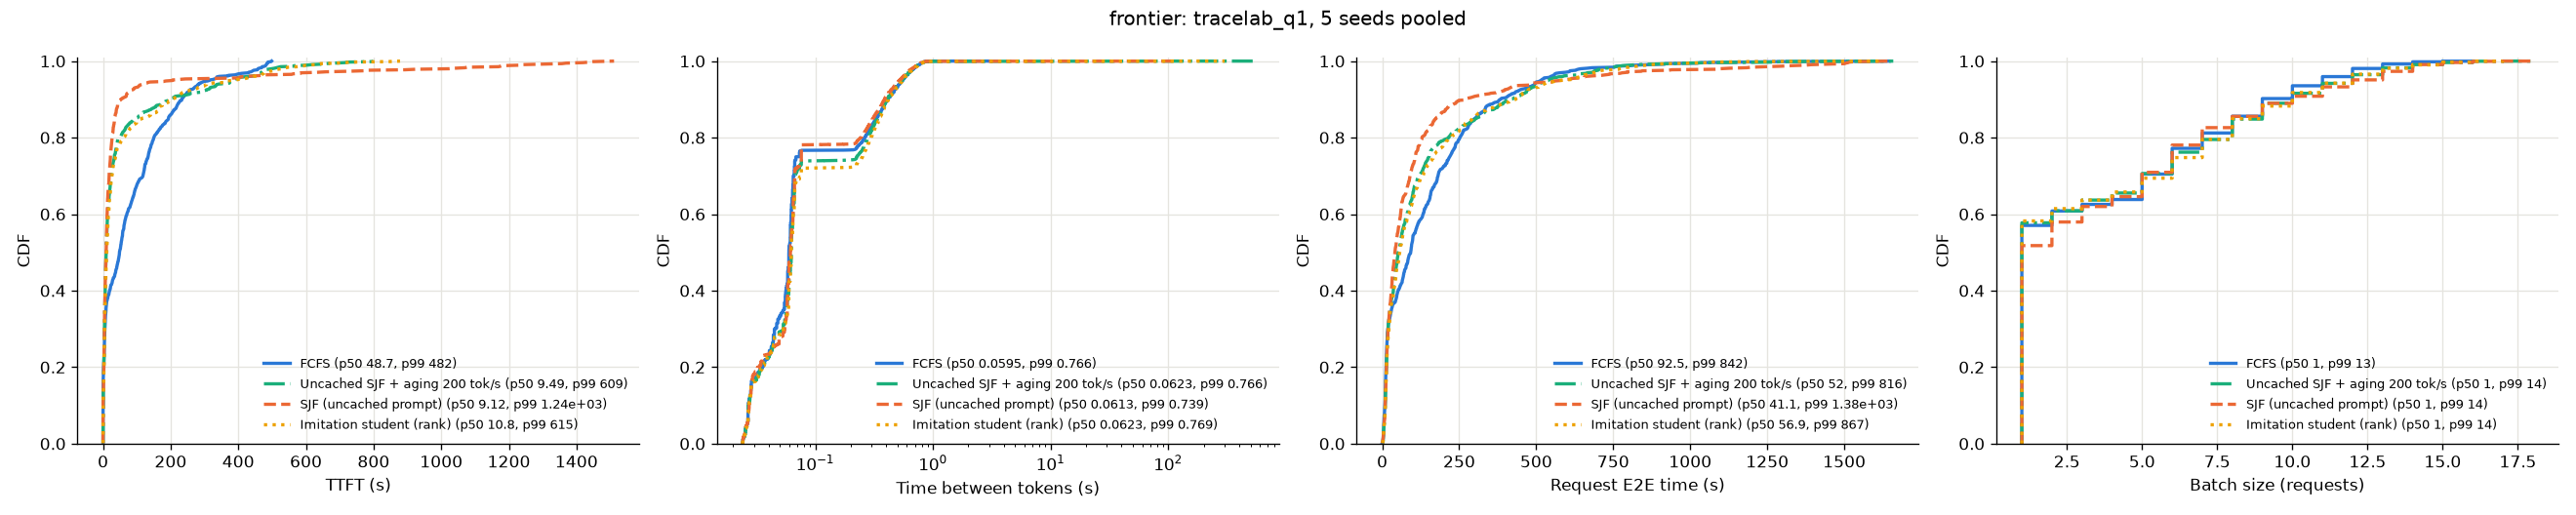 frontier: tracelab_q1, 5 seeds pooled
CDF
1.0
0.8
0.6
0.4
0.2
0.0
0 200 400 600 800 1000 1200 1400
TTFT (s)
FCFS (p50 48.7, p99 482)
Uncached SJF + aging 200 tok/s (p50 9.49, p99 609)
SJF (uncached prompt) (p50 9.12, p99 1.24e+03)
Imitation student (rank) (p50 10.8, p99 615)
CDF
1.0
0.8
0.6
0.4
0.2
0.0
10⁻¹ 10⁰ 10¹ 10²
Time between tokens (s)
FCFS (p50 0.0595, p99 0.766)
Uncached SJF + aging 200 tok/s (p50 0.0623, p99 0.766)
SJF (uncached prompt) (p50 0.0613, p99 0.739)
Imitation student (rank) (p50 0.0623, p99 0.769)
CDF
1.0
0.8
0.6
0.4
0.2
0.0
0 250 500 750 1000 1250 1500
Request E2E time (s)
FCFS (p50 92.5, p99 842)
Uncached SJF + aging 200 tok/s (p50 52, p99 816)
SJF (uncached prompt) (p50 41.1, p99 1.38e+03)
Imitation student (rank) (p50 56.9, p99 867)
CDF
1.0
0.8
0.6
0.4
0.2
0.0
2.5 5.0 7.5 10.0 12.5 15.0 17.5
Batch size (requests)
FCFS (p50 1, p99 13)
Uncached SJF + aging 200 tok/s (p50 1, p99 14)
SJF (uncached prompt) (p50 1, p99 14)
Imitation student (rank) (p50 1, p99 14)